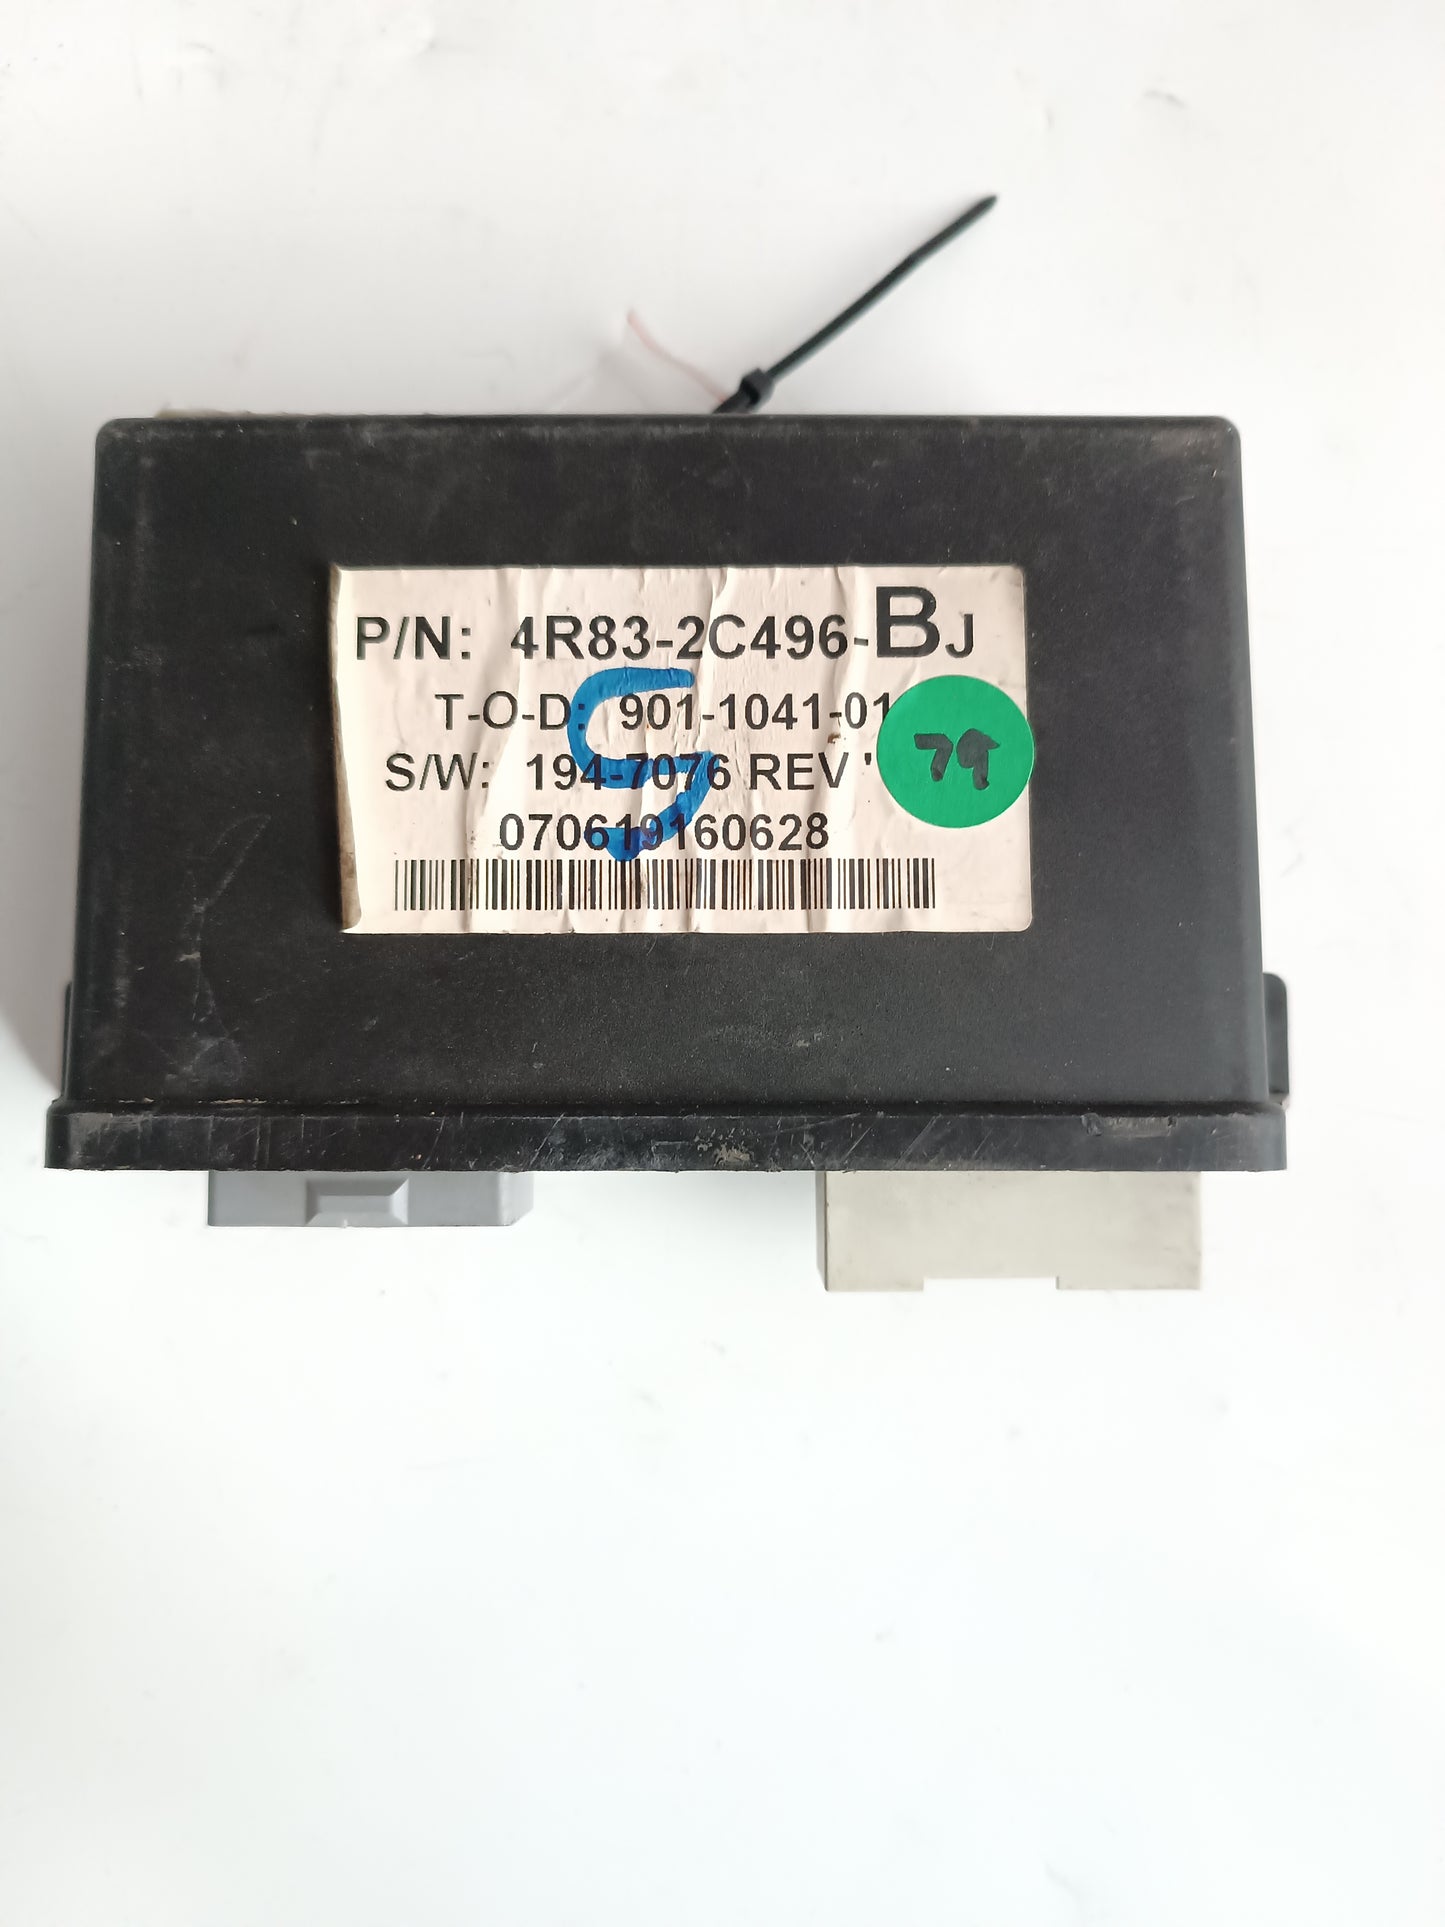 P/N: 4R83-2C496-BJ
T-O-D: 901-1041-01
S/W: 194-7076 REV '
79
070619160628